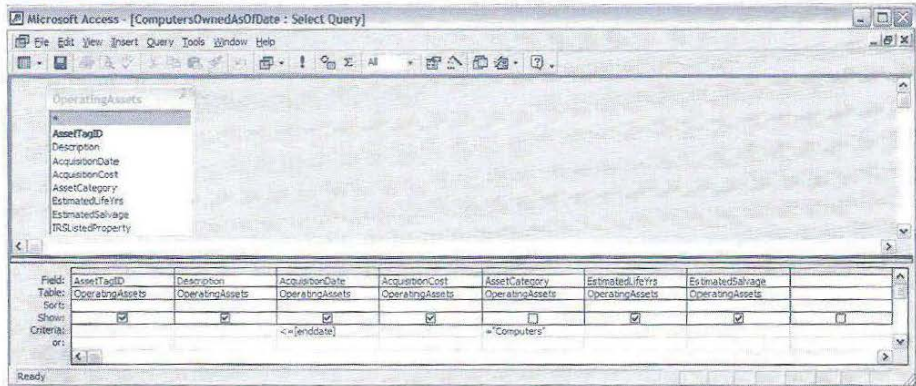 Microsoft Access - [ComputersOwnedAsOfDate : Select Query]
File Edit View Insert Query Tools Window Help
All
OperatingAssets
*
AssetTagID
Description
AcquisitionDate
AcquisitionCost
AssetCategory
EstimatedLifeYrs
EstimatedSalvage
IRSListedProperty
Field: AssetTagID Description AcquisitionDate AcquisitionCost AssetCategory EstimatedLifeYrs EstimatedSalvage
Table: OperatingAssets OperatingAssets OperatingAssets OperatingAssets OperatingAssets OperatingAssets OperatingAssets
Sort:
Show:
Criteria: <=[enddate] ="Computers"
or:
Ready